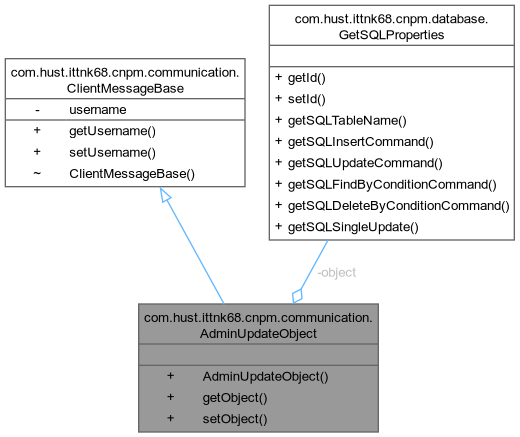 com.hust.ittnk68.cnpm.database.
GetSQLProperties
+ getId()
+ setId()
+ getSQLTableName()
+ getSQLInsertCommand()
+ getSQLUpdateCommand()
+ getSQLFindByConditionCommand()
+ getSQLDeleteByConditionCommand()
+ getSQLSingleUpdate()
com.hust.ittnk68.cnpm.communication.
ClientMessageBase
- username
+ getUsername()
+ setUsername()
~ ClientMessageBase()
-object
com.hust.ittnk68.cnpm.communication.
AdminUpdateObject
+ AdminUpdateObject()
+ getObject()
+ setObject()